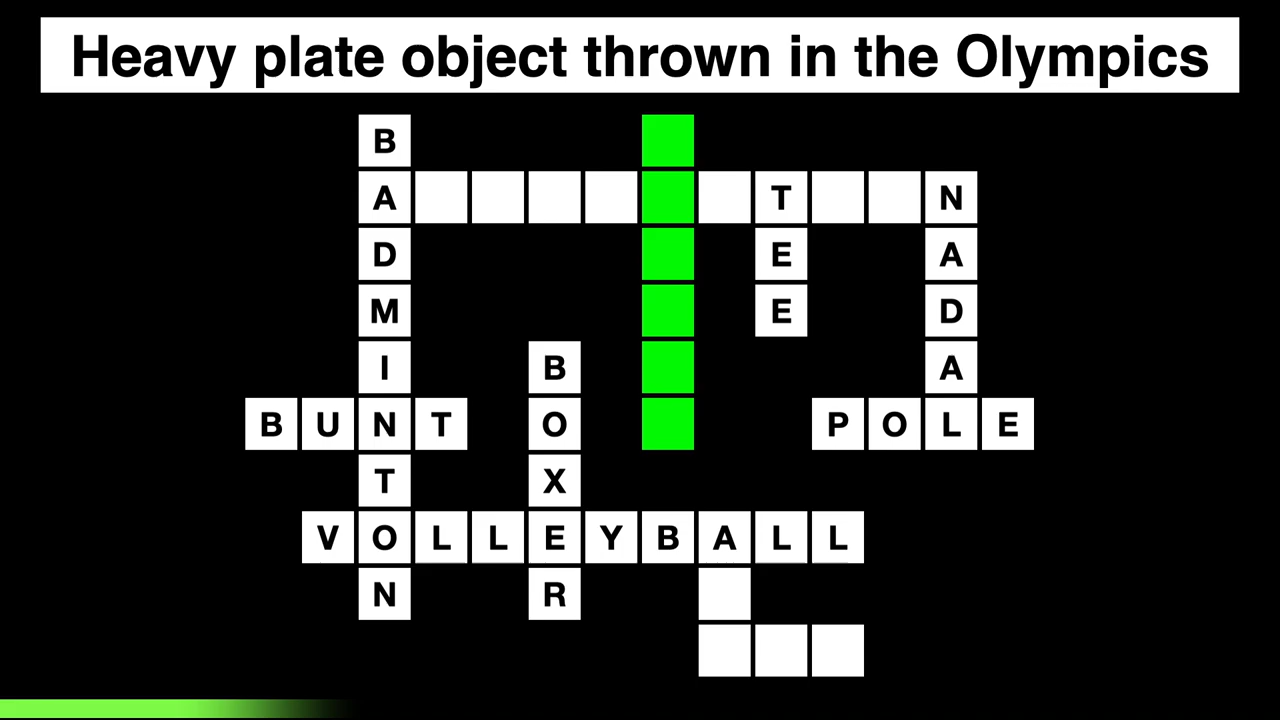 Heavy plate object thrown in the Olympics
B
A T N
D E A
M E D
I B A
BUNT O POLE
T X
VOLLEYBALL
N R